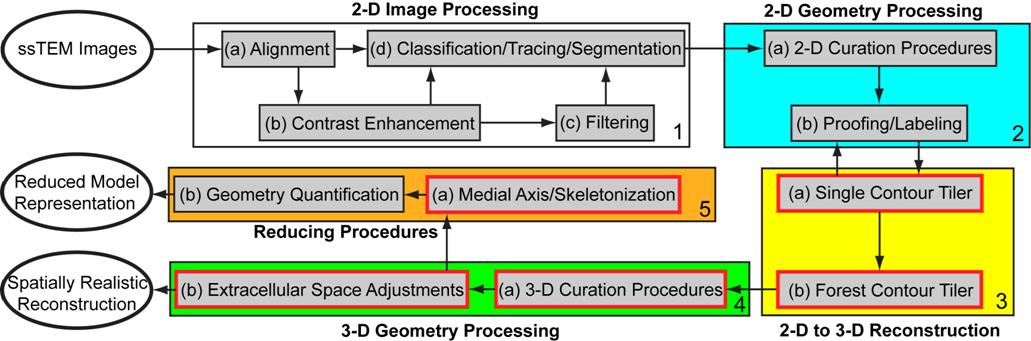 2-D Image Processing
2-D Geometry Processing
ssTEM Images
(a) Alignment
(d) Classification/Tracing/Segmentation
(a) 2-D Curation Procedures
(b) Contrast Enhancement
(c) Filtering
1
(b) Proofing/Labeling
2
Reduced Model
Representation
(b) Geometry Quantification
(a) Medial Axis/Skeletonization
5
Reducing Procedures
(a) Single Contour Tiler
Spatially Realistic
Reconstruction
(b) Extracellular Space Adjustments
(a) 3-D Curation Procedures
4
(b) Forest Contour Tiler
3
3-D Geometry Processing
2-D to 3-D Reconstruction